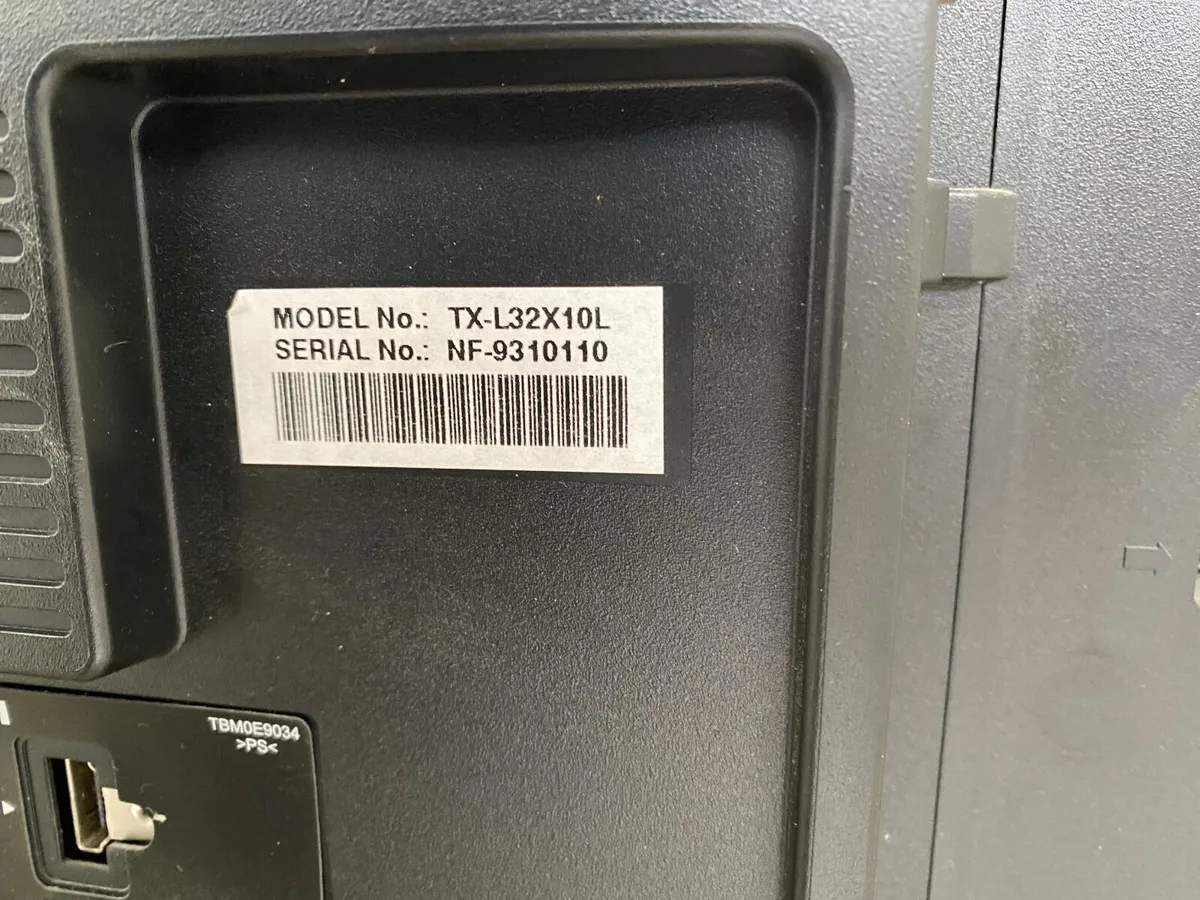 MODEL No.: TX-L32X10L
SERIAL No.: NF-9310110
TBM0E9034
>PS<